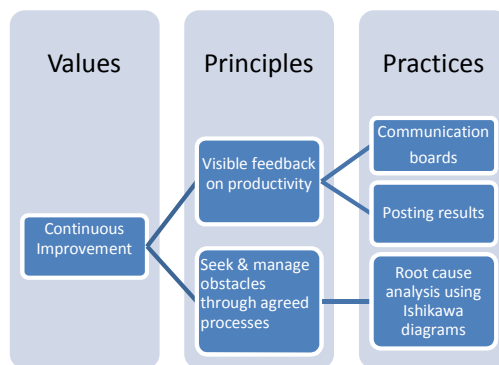 Values
Principles
Practices
Continuous
Improvement
Visible feedback
on productivity
Seek & manage
obstacles
through agreed
processes
Communication
boards
Posting results
Root cause
analysis using
Ishikawa
diagrams